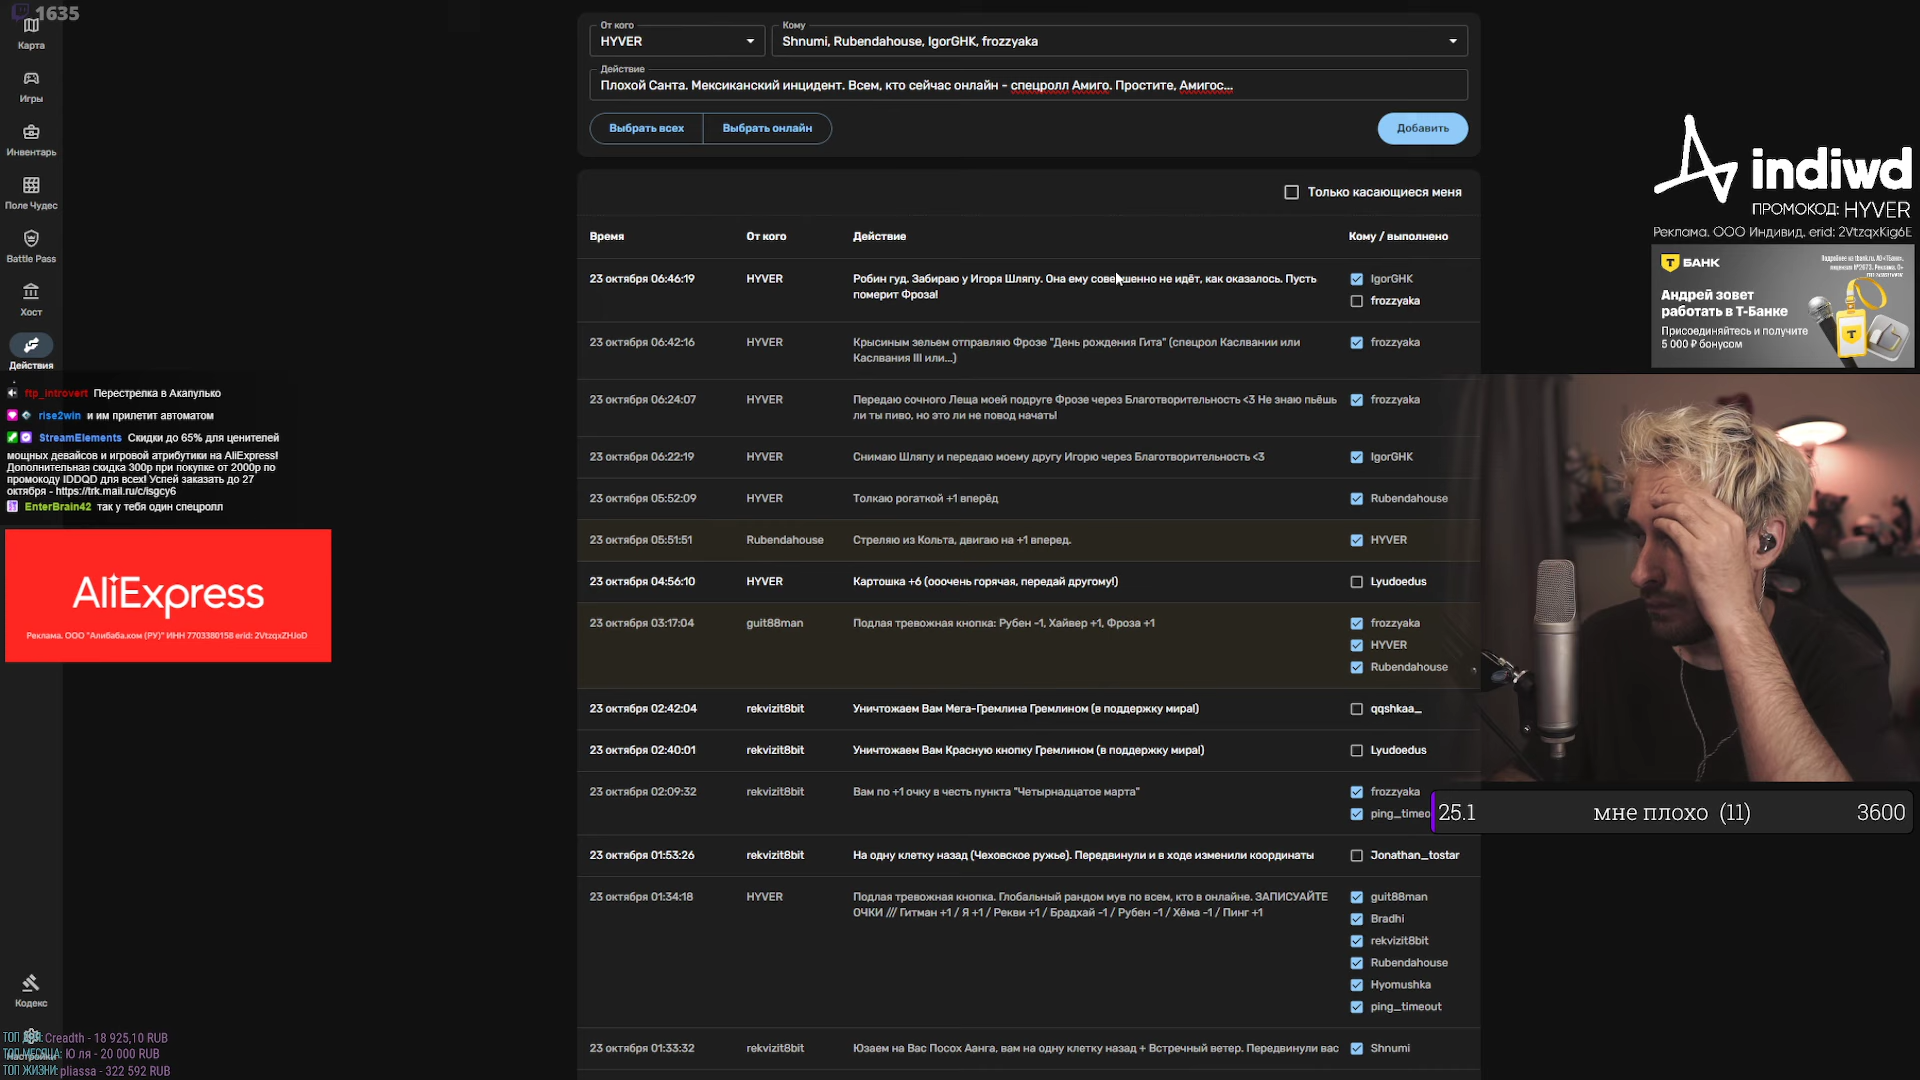 1635
Карта
Игры
Инвентарь
Поле Чудес
Battle Pass
Хост
Действия
ftp_introvert Перестрелка в Акапулько
rise2win и им прилетит автоматом
StreamElements Скидки до 65% для ценителей
мощных девайсов и игровой атрибутики на AliExpress!
Дополнительная скидка 300р при покупке от 2000р по
промокоду IDDQD для всех! Успей заказать до 27
октября - https://trk.mail.ru/c/isgcy6
EnterBrain42 так у тебя один спецролл
AliExpress
Реклама. ООО "Алибаба.ком (РУ)" ИНН 7703380158 erid: 2VtzqxZHJoD
Кодекс
Настройки
ТОП ДНЯ: Creadth - 18 925,10 RUB
ТОП МЕСЯЦА: Ю ля - 20 000 RUB
ТОП ЖИЗНИ: pliassa - 322 592 RUB
От кого
HYVER
Кому
Shnumi, Rubendahouse, IgorGHK, frozzyaka
Действие
Плохой Санта. Мексиканский инцидент. Всем, кто сейчас онлайн - спецролл Амиго. Простите, Амигос...
Выбрать всех
Выбрать онлайн
Добавить
Только касающиеся меня
Время От кого Действие Кому / выполнено
23 октября 06:46:19 HYVER Робин гуд. Забираю у Игоря Шляпу. Она ему совершенно не идёт, как оказалось. Пусть IgorGHK
померит Фроза! frozzyaka
23 октября 06:42:16 HYVER Крысиным зельем отправляю Фрозе "День рождения Гита" (спецрол Каслвании или frozzyaka
Каслвания III или...)
23 октября 06:24:07 HYVER Передаю сочного Леща моей подруге Фрозе через Благотворительность <3 Не знаю пьёшь frozzyaka
ли ты пиво, но это ли не повод начать!
23 октября 06:22:19 HYVER Снимаю Шляпу и передаю моему другу Игорю через Благотворительность <3 IgorGHK
23 октября 05:52:09 HYVER Толкаю рогаткой +1 вперёд Rubendahouse
23 октября 05:51:51 Rubendahouse Стреляю из Кольта, двигаю на +1 вперед. HYVER
23 октября 04:56:10 HYVER Картошка +6 (ооочень горячая, передай другому!) Lyudoedus
23 октября 03:17:04 guit88man Подлая тревожная кнопка: Рубен -1, Хайвер +1, Фроза +1 frozzyaka
HYVER
Rubendahouse
23 октября 02:42:04 rekvizit8bit Уничтожаем Вам Мега-Гремлина Гремлином (в поддержку мира!) qqshkaa_
23 октября 02:40:01 rekvizit8bit Уничтожаем Вам Красную кнопку Гремлином (в поддержку мира!) Lyudoedus
23 октября 02:09:32 rekvizit8bit Вам по +1 очку в честь пункта "Четырнадцатое марта" frozzyaka
ping_timeo
23 октября 01:53:26 rekvizit8bit На одну клетку назад (Чеховское ружье). Передвинули и в ходе изменили координаты Jonathan_tostar
23 октября 01:34:18 HYVER Подлая тревожная кнопка. Глобальный рандом мув по всем, кто в онлайне. ЗАПИСУАЙТЕ guit88man
ОЧКИ /// Гитман +1 / Я +1 / Рекви +1 / Брадхай -1 / Рубен -1 / Хёма -1 / Пинг +1 Bradhi
rekvizit8bit
Rubendahouse
Hyomushka
ping_timeout
23 октября 01:33:32 rekvizit8bit Юзаем на Вас Посох Аанга, вам на одну клетку назад + Встречный ветер. Передвинули вас Shnumi
indiwd
ПРОМОКОД: HYVER
Реклама. ООО Индивид. erid: 2VtzqxKig6E
Т БАНК
Андрей зовет
работать в Т-Банке
Присоединяйтесь и получите
5 000 ₽ бонусом
25.1 мне плохо (11) 3600